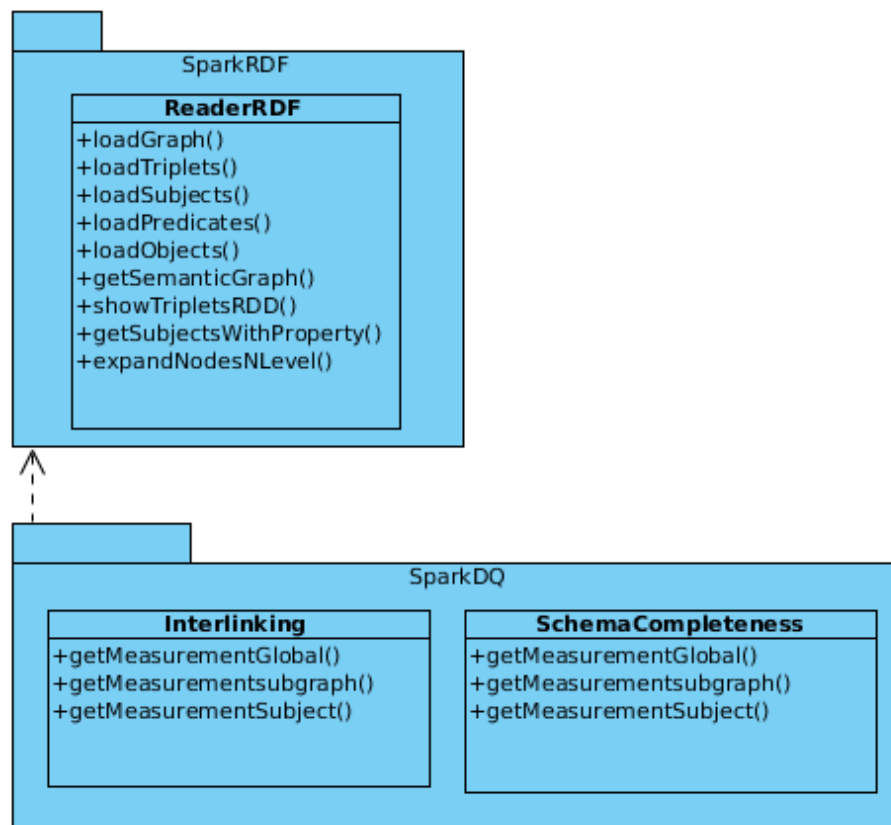 SparkRDF
ReaderRDF
+loadGraph()
+loadTriplets()
+loadSubjects()
+loadPredicates()
+loadObjects()
+getSemanticGraph()
+showTripletsRDD()
+getSubjectsWithProperty()
+expandNodesNLevel()
SparkDQ
Interlinking
+getMeasurementGlobal()
+getMeasurementsubgraph()
+getMeasurementSubject()
SchemaCompleteness
+getMeasurementGlobal()
+getMeasurementsubgraph()
+getMeasurementSubject()